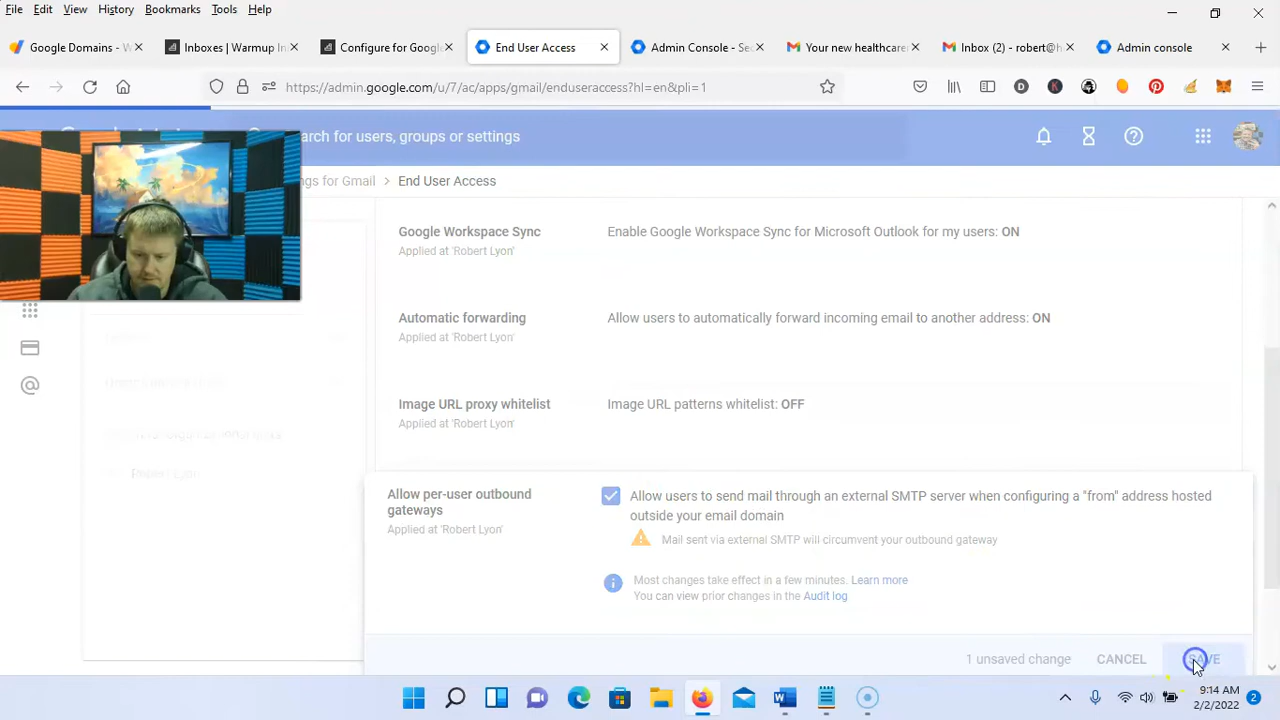 File Edit View History Bookmarks Tools Help
Google Domains - W
Inboxes | Warmup In
Configure for Google
End User Access
Admin Console - Sec
Your new healthcare
Inbox (2) - robert@h
Admin console
https://admin.google.com/u/7/ac/apps/gmail/enduseraccess?hl=en&pli=1
rch for users, groups or settings
ngs for Gmail > End User Access
Google Workspace Sync
Enable Google Workspace Sync for Microsoft Outlook for my users: ON
Applied at 'Robert Lyon'
Automatic forwarding
Allow users to automatically forward incoming email to another address: ON
Applied at 'Robert Lyon'
Image URL proxy whitelist
Image URL patterns whitelist: OFF
Applied at 'Robert Lyon'
Robert Lyon
Allow per-user outbound gateways
Applied at 'Robert Lyon'
Allow users to send mail through an external SMTP server when configuring a "from" address hosted
outside your email domain
Mail sent via external SMTP will circumvent your outbound gateway
Most changes take effect in a few minutes. Learn more
You can view prior changes in the Audit log
1 unsaved change CANCEL SAVE
9:14 AM
2/2/2022
2